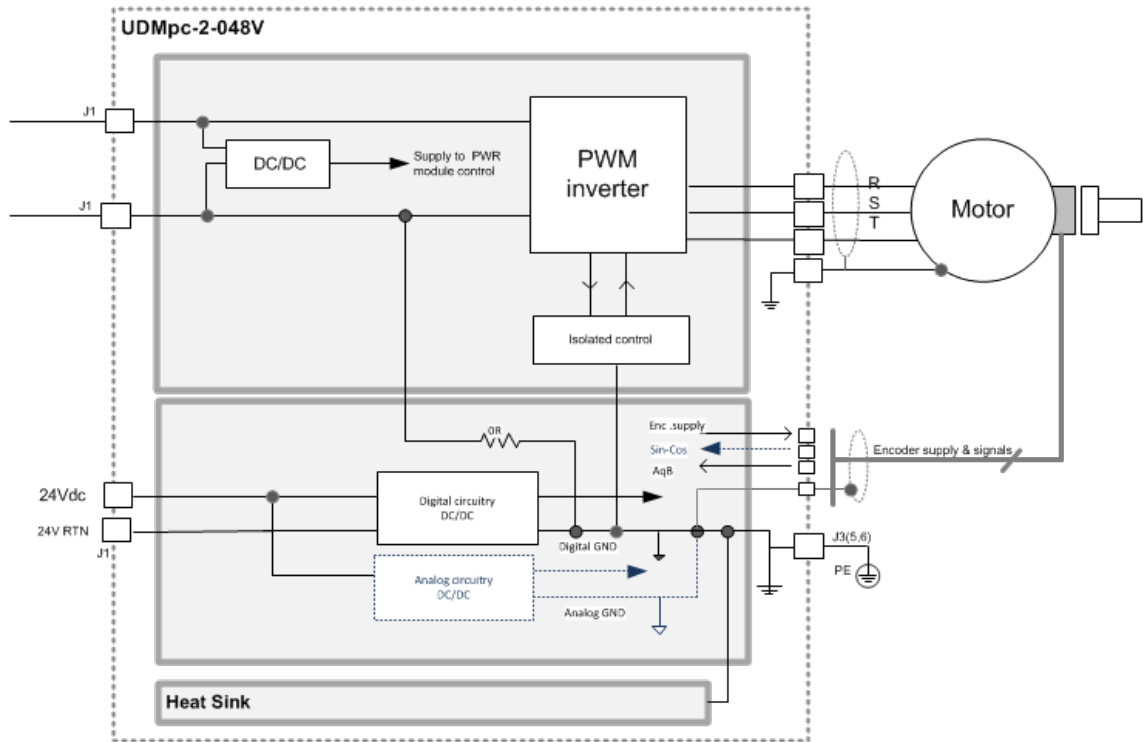 UDMpc-2-048V
J1
DC/DC
Supply to PWR
module control
PWM
inverter
J1
R
S
T
Motor
Isolated control
OR
Enc .supply
Sin-Cos
AqB
Encoder supply & signals
24Vdc
24V RTN
J1
Digital circuitry
DC/DC
Digital GND
J3(5,6)
PE
Analog circuitry
DC/DC
Analog GND
Heat Sink